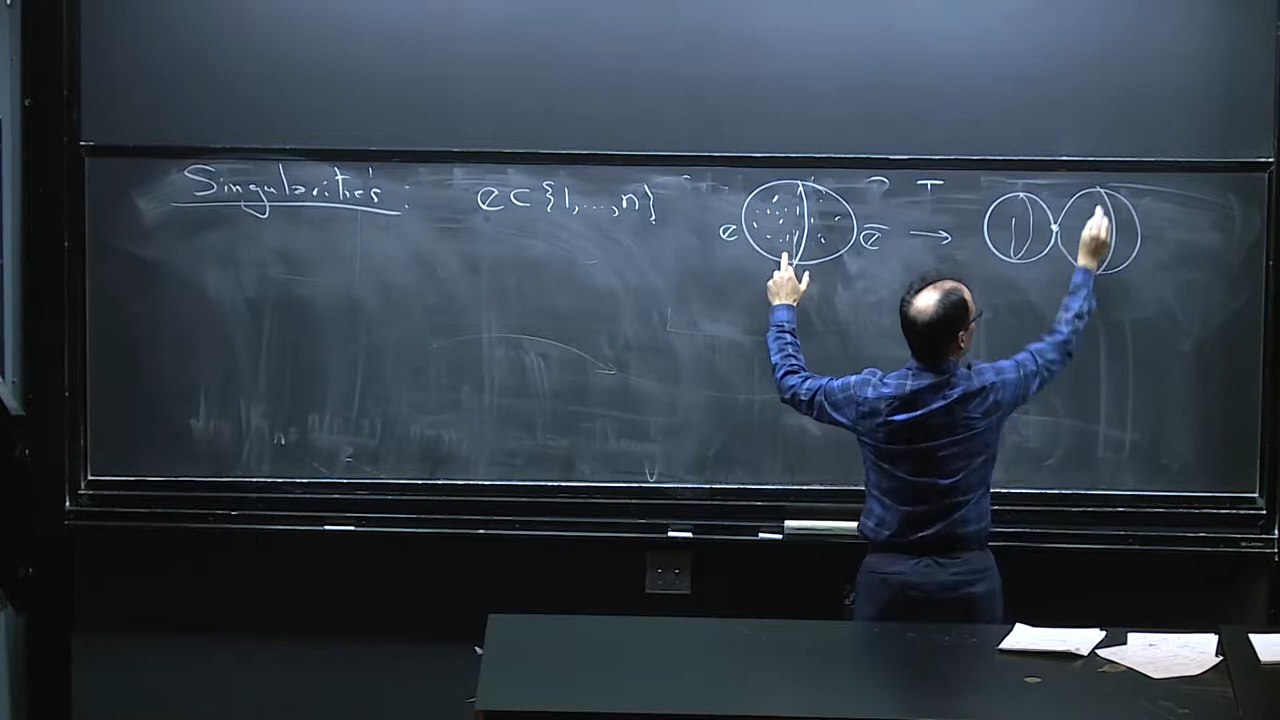 Singularities:
e ⊂ {1,...,n}
e
ē →